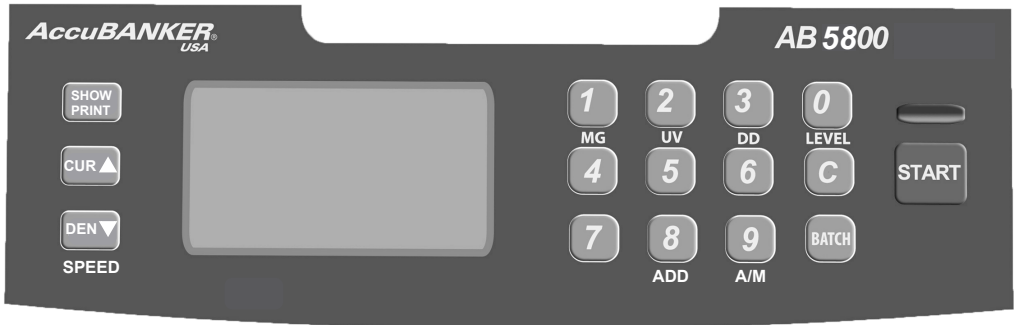 AccuBANKER®
USA
AB 5800
SHOW
PRINT
CUR▲
DEN▼
SPEED
1 2 3 0
MG UV DD LEVEL
4 5 6 C
7 8 9 BATCH
ADD A/M
START